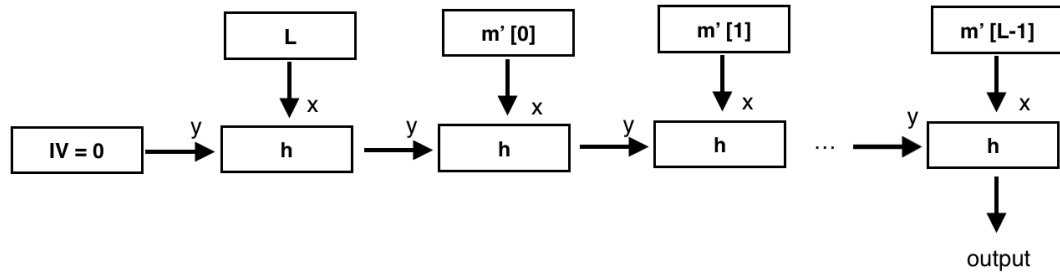 L
m' [0]
m' [1]
m' [L-1]
x
x
x
x
y
y
y
y
IV = 0
h
h
h
...
h
output